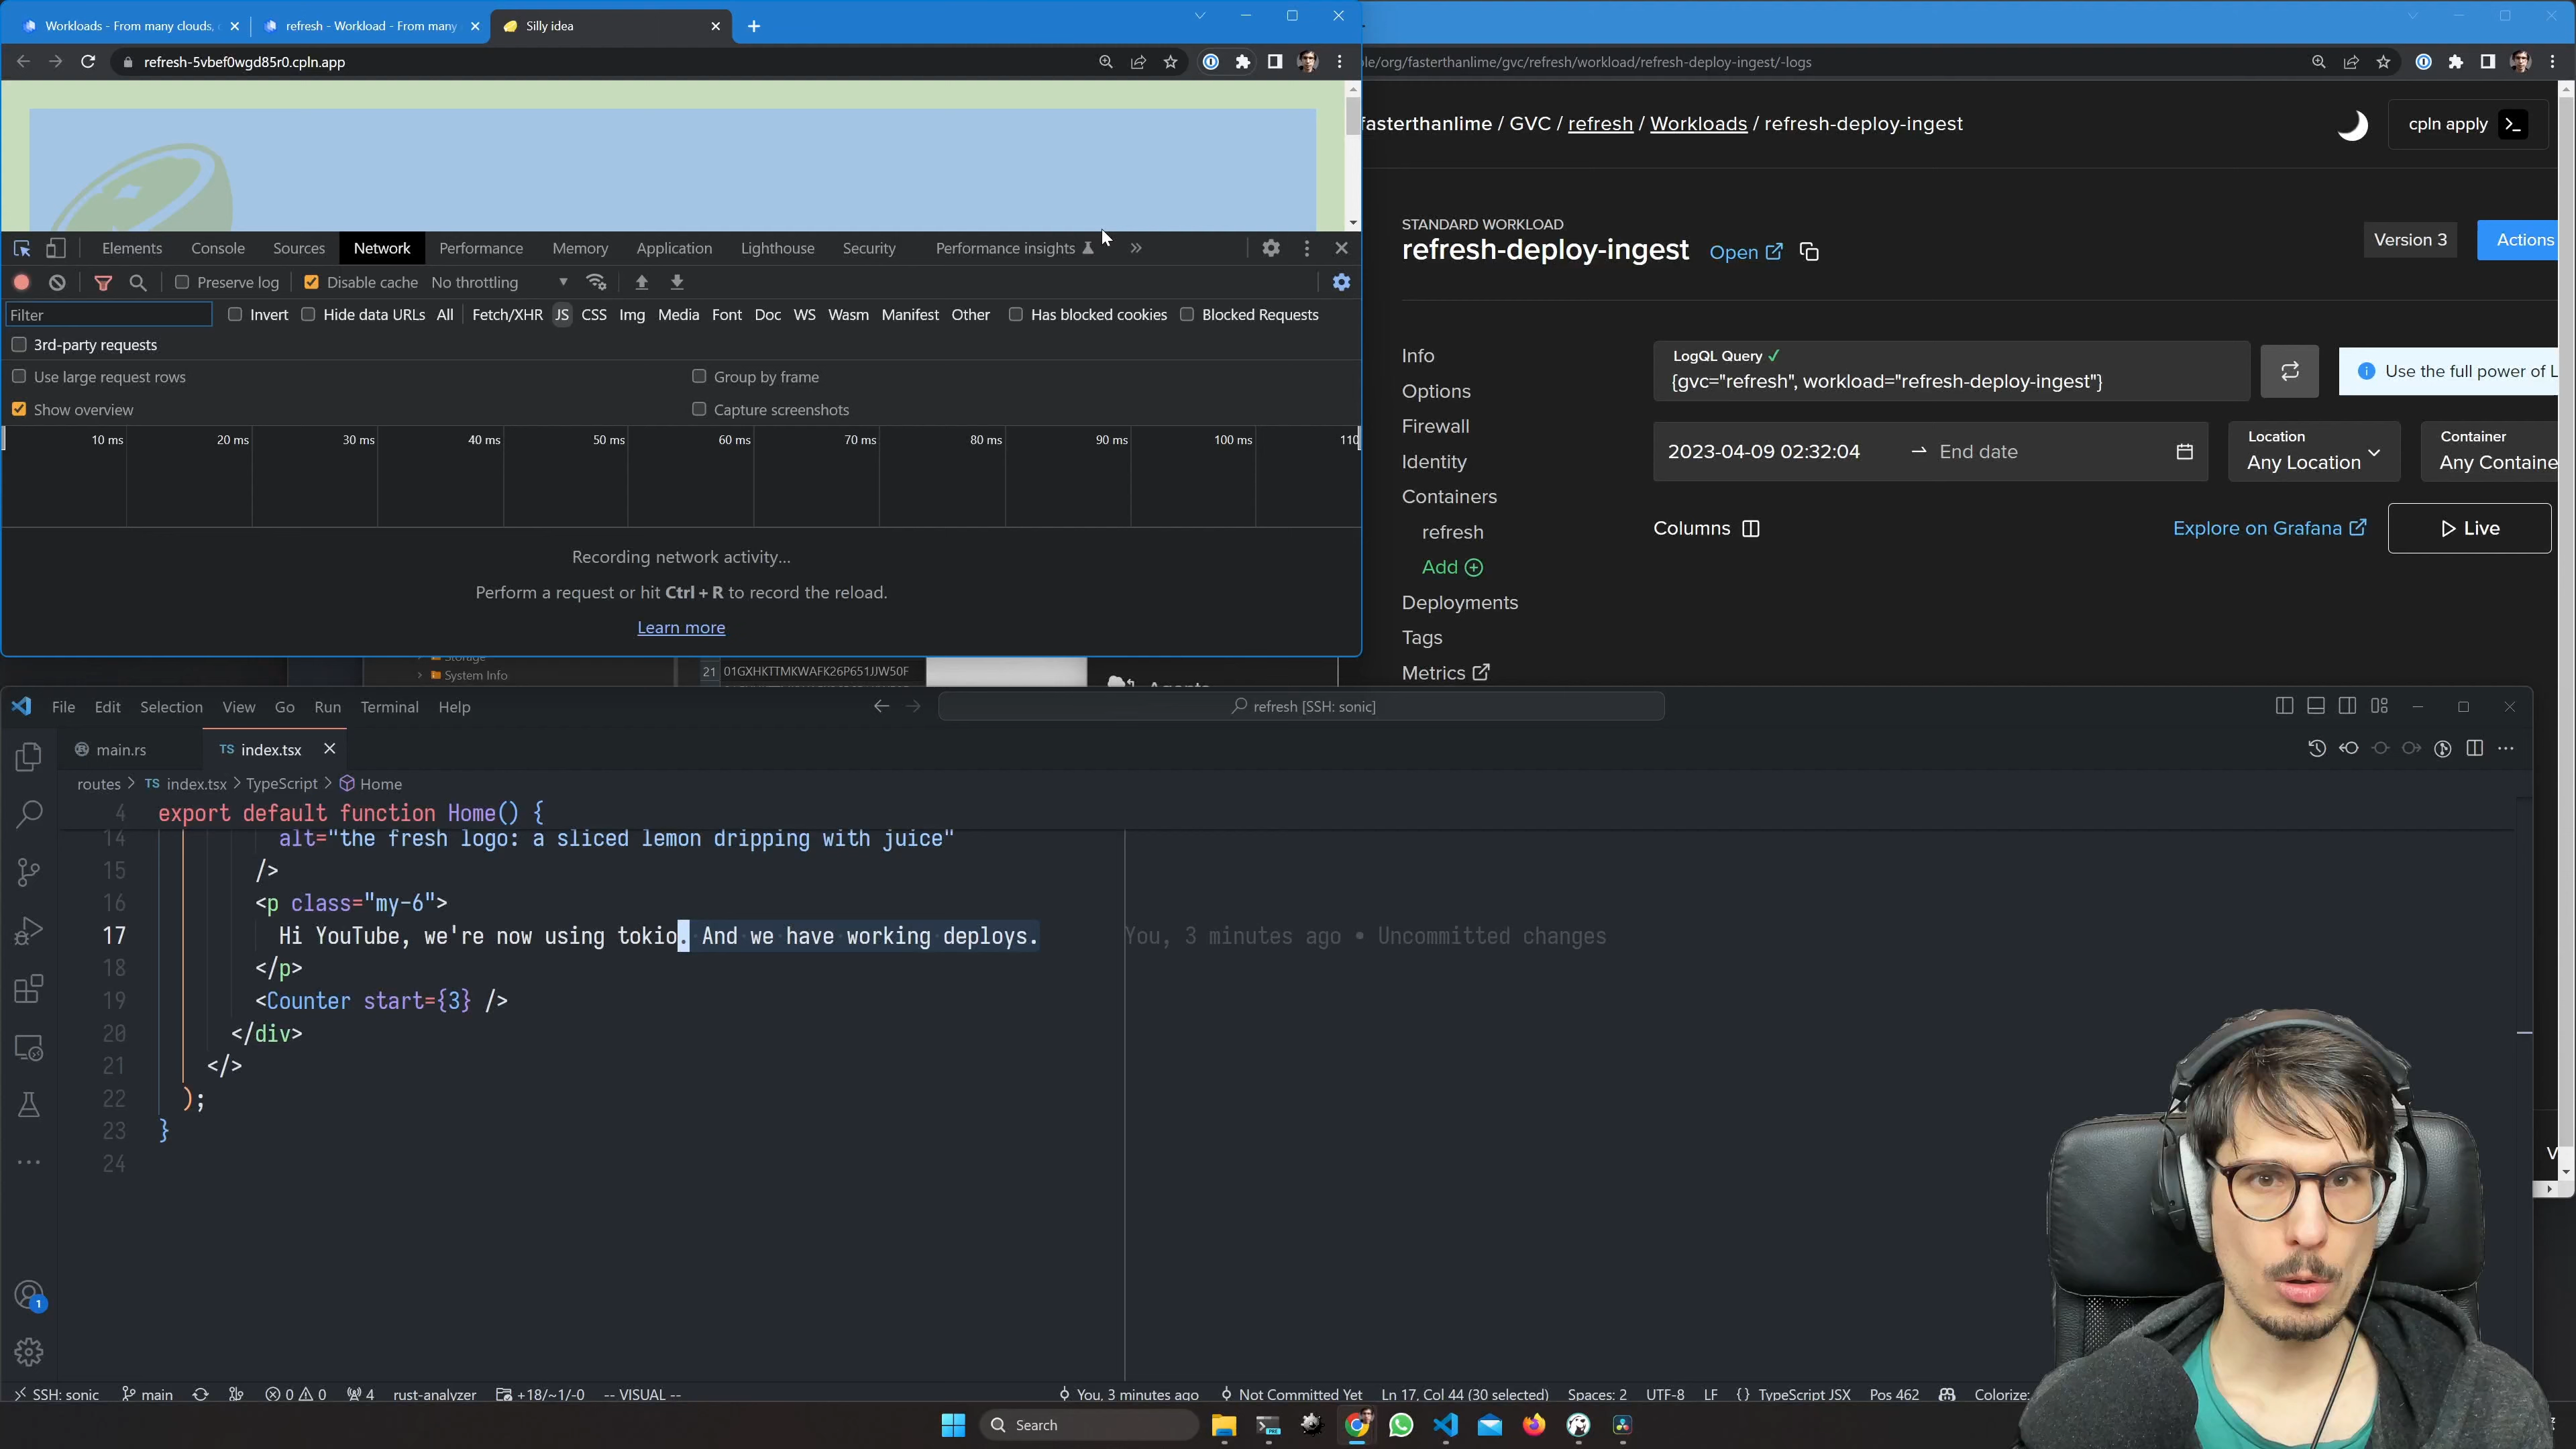 Workloads - From many clouds,
refresh - Workload - From many
Silly idea
refresh-5vbef0wgd85r0.cpln.app
le/org/fasterthanlime/gvc/refresh/workload/refresh-deploy-ingest/-logs
fasterthanlime / GVC / refresh / Workloads / refresh-deploy-ingest
cpln apply
STANDARD WORKLOAD
refresh-deploy-ingest
Open
Version 3
Actions
Elements
Console
Sources
Network
Performance
Memory
Application
Lighthouse
Security
Performance insights
Preserve log
Disable cache
No throttling
Filter
Invert
Hide data URLs
All
Fetch/XHR
JS
CSS
Img
Media
Font
Doc
WS
Wasm
Manifest
Other
Has blocked cookies
Blocked Requests
3rd-party requests
Use large request rows
Group by frame
Show overview
Capture screenshots
10 ms
20 ms
30 ms
40 ms
50 ms
60 ms
70 ms
80 ms
90 ms
100 ms
110
Recording network activity…
Perform a request or hit Ctrl + R to record the reload.
Learn more
Info
Options
Firewall
Identity
Containers
refresh
Add
Deployments
Tags
Metrics
LogQL Query
{gvc="refresh", workload="refresh-deploy-ingest"}
Use the full power of L
2023-04-09 02:32:04
End date
Location
Any Location
Container
Any Containe
Columns
Explore on Grafana
Live
System Info
21 01GXHKTTMKWAFK26P651JJW50F
File Edit Selection View Go Run Terminal Help
refresh [SSH: sonic]
main.rs
TS index.tsx
routes > TS index.tsx > TypeScript > Home
4 export default function Home() {
14 alt="the fresh logo: a sliced lemon dripping with juice"
15 />
16 <p class="my-6">
17 Hi YouTube, we're now using tokio. And we have working deploys. You, 3 minutes ago • Uncommitted changes
18 </p>
19 <Counter start={3} />
20 </div>
21 </>
22 );
23 }
24
1
SSH: sonic
main
0 0
4
rust-analyzer
+18/~1/-0
-- VISUAL --
You, 3 minutes ago
Not Committed Yet
Ln 17, Col 44 (30 selected)
Spaces: 2
UTF-8
LF
{} TypeScript JSX
Pos 462
Colorize:
Search